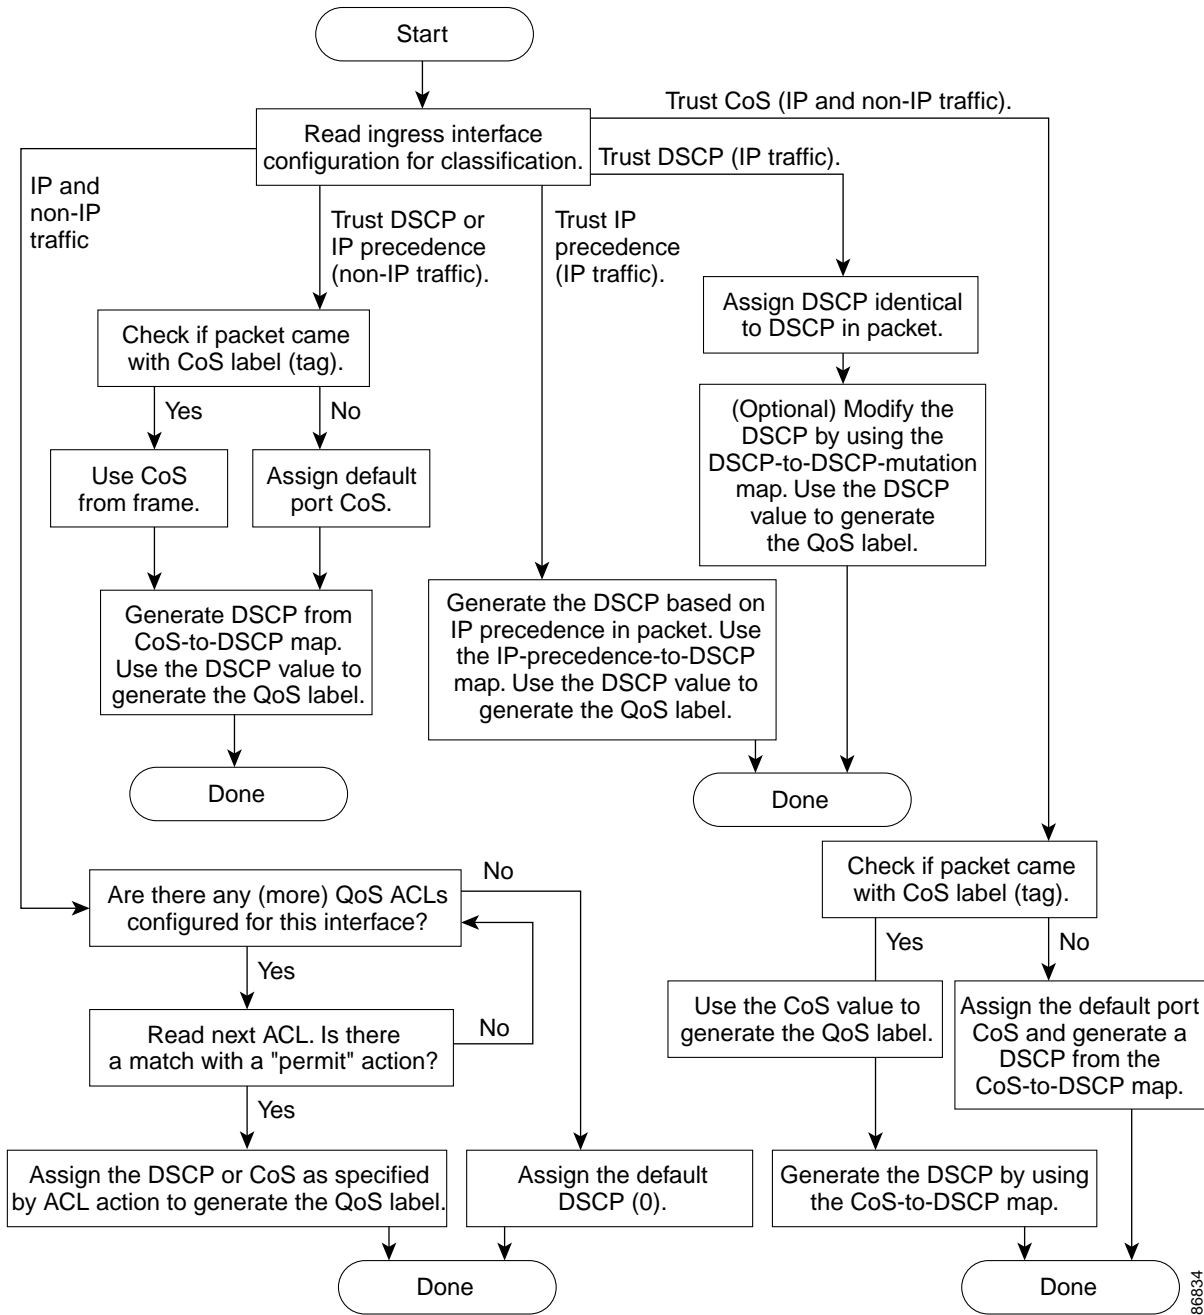 Start
Trust CoS (IP and non-IP traffic).
Read ingress interface
configuration for classification.
Trust DSCP (IP traffic).
IP and
non-IP
traffic
Trust DSCP or
IP precedence
(non-IP traffic).
Trust IP
precedence
(IP traffic).
Assign DSCP identical
to DSCP in packet.
Check if packet came
with CoS label (tag).
Yes
No
(Optional) Modify the
DSCP by using the
DSCP-to-DSCP-mutation
map. Use the DSCP
value to generate
the QoS label.
Use CoS
from frame.
Assign default
port CoS.
Generate DSCP from
CoS-to-DSCP map.
Use the DSCP value to
generate the QoS label.
Generate the DSCP based on
IP precedence in packet. Use
the IP-precedence-to-DSCP
map. Use the DSCP value to
generate the QoS label.
Done
Done
Are there any (more) QoS ACLs
configured for this interface?
No
Check if packet came
with CoS label (tag).
Yes
Yes
No
Read next ACL. Is there
a match with a "permit" action?
No
Use the CoS value to
generate the QoS label.
Assign the default port
CoS and generate a
DSCP from the
CoS-to-DSCP map.
Yes
Assign the DSCP or CoS as specified
by ACL action to generate the QoS label.
Assign the default
DSCP (0).
Generate the DSCP by using
the CoS-to-DSCP map.
Done
Done
86834